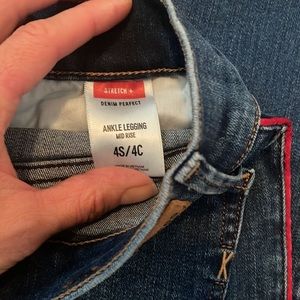 STRETCH +
DENIM PERFECT
ANKLE LEGGING
MID RISE
4S/4C